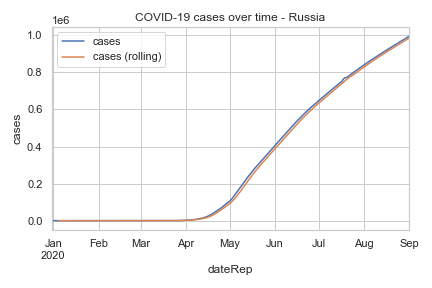 COVID-19 cases over time - Russia
1e6
cases
cases (rolling)
1.0
0.8
0.6
0.4
0.2
0.0
cases
Jan Feb Mar Apr May Jun Jul Aug Sep
2020
dateRep